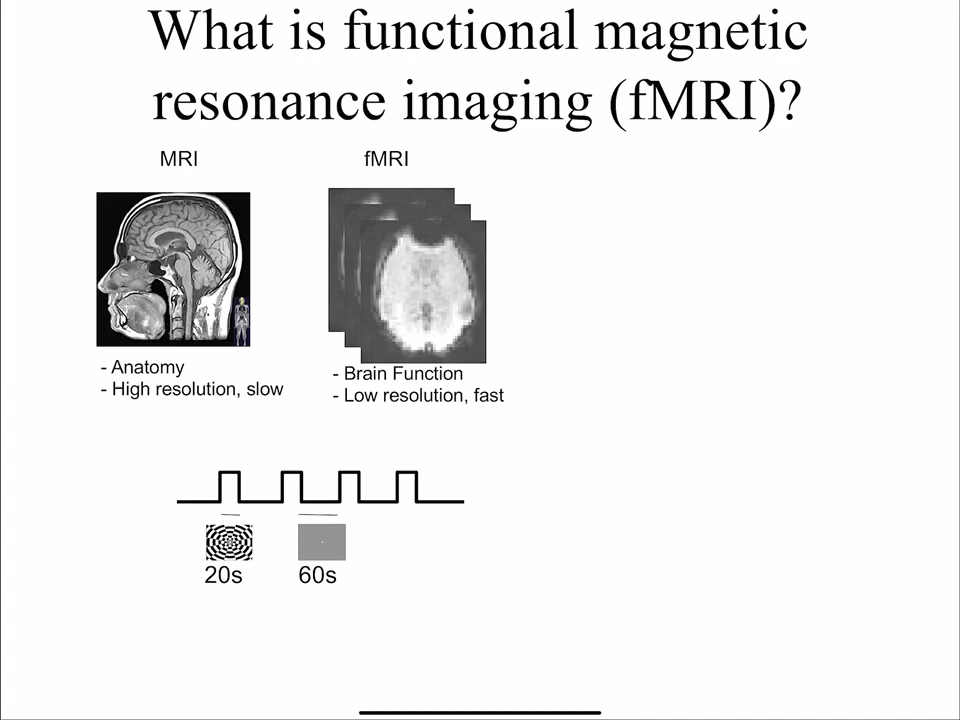 What is functional magnetic
resonance imaging (fMRI)?
MRI
fMRI
- Anatomy
- High resolution, slow
- Brain Function
- Low resolution, fast
20s
60s